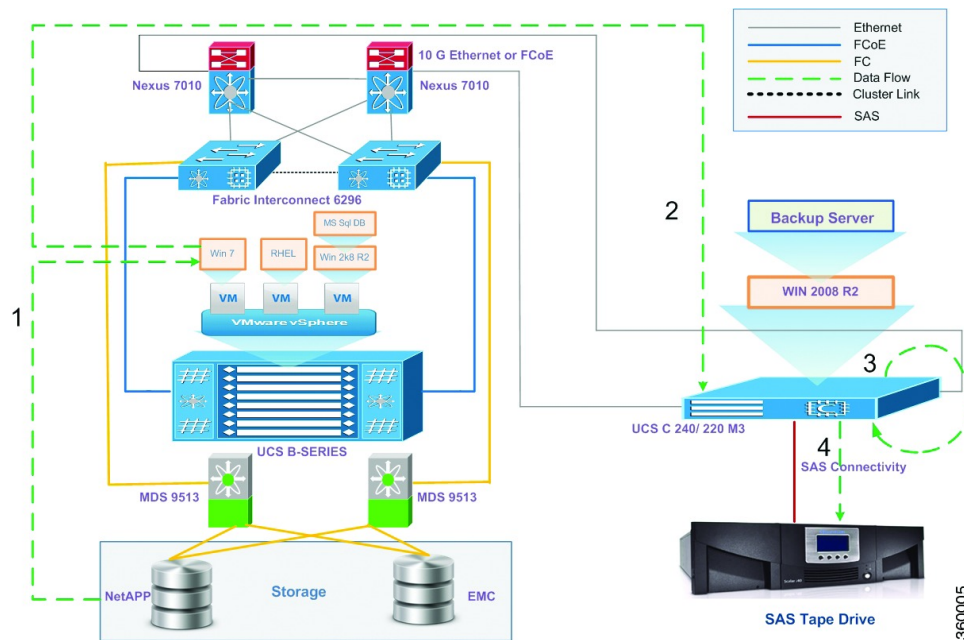 Ethernet
FCoE
FC
Data Flow
Cluster Link
SAS
10 G Ethernet or FCoE
Nexus 7010
Nexus 7010
Fabric Interconnect 6296
MS Sql DB
Win 7
RHEL
Win 2k8 R2
VM
VM
VM
VMware vSphere
UCS B-SERIES
MDS 9513
MDS 9513
NetAPP
Storage
EMC
1
2
Backup Server
WIN 2008 R2
3
UCS C 240/ 220 M3
4
SAS Connectivity
SAS Tape Drive
360005